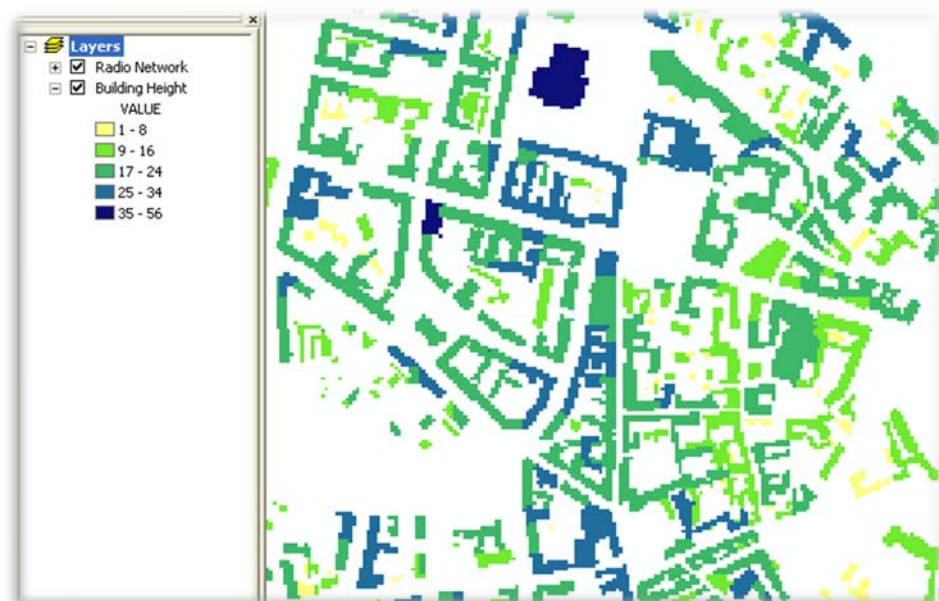 Layers
Radio Network
Building Height
VALUE
1 - 8
9 - 16
17 - 24
25 - 34
35 - 56